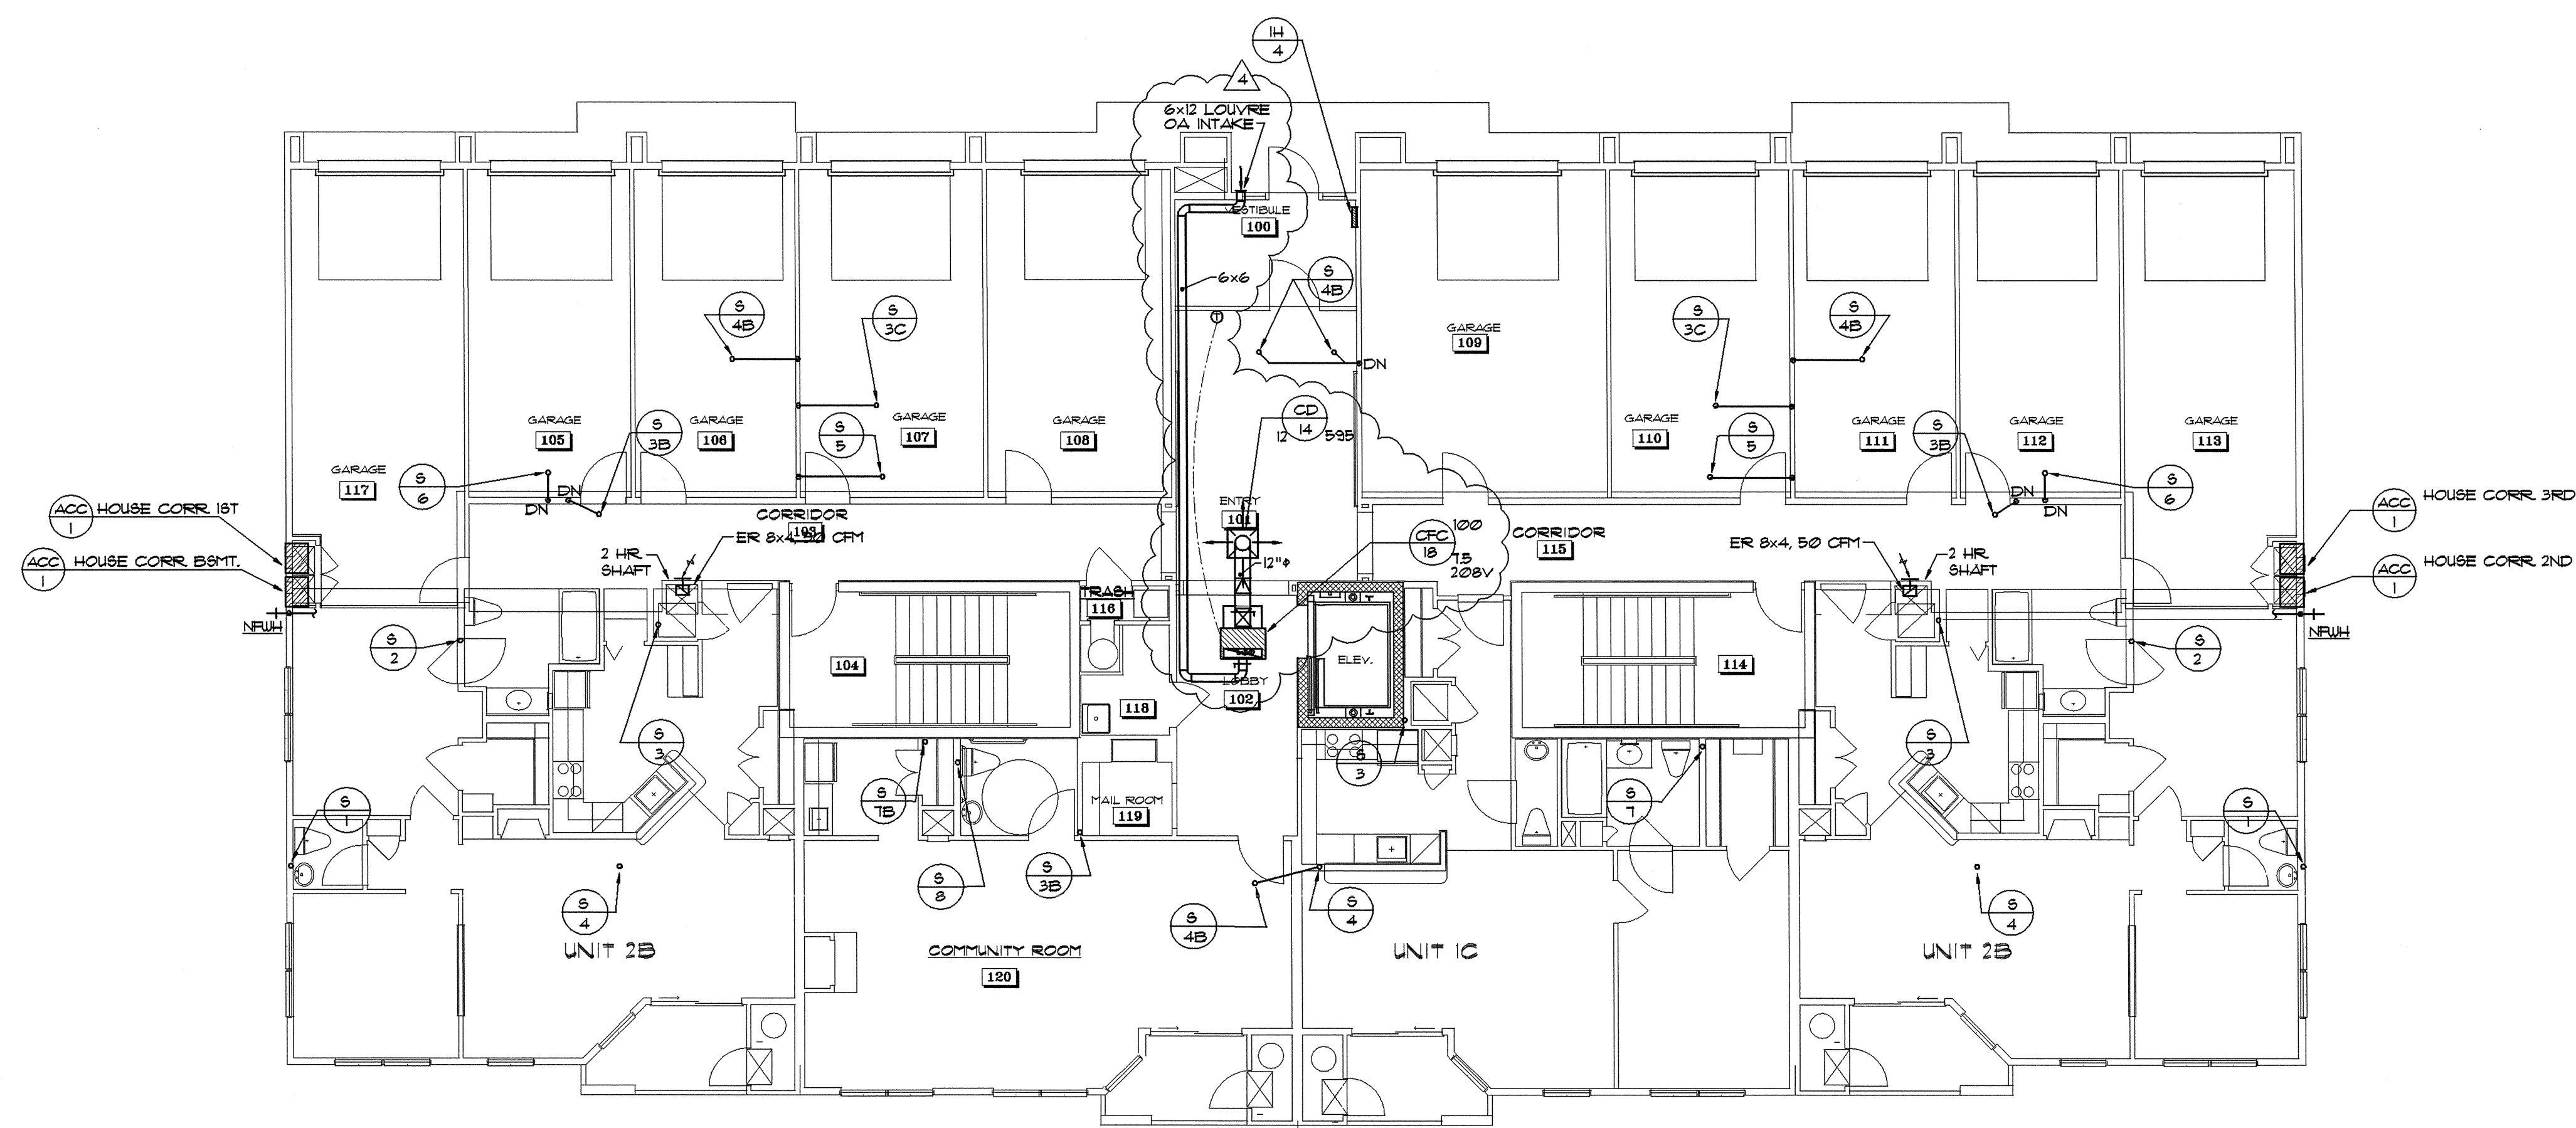 1H
4
4
6x12 LOUVRE
OA INTAKE
VESTIBULE
100
6x6
S
4B
T
DN
S
4B
S
3C
GARAGE
109
S
3C
S
4B
GARAGE
105
S
3B
GARAGE
106
S
5
GARAGE
107
GARAGE
108
CD
14
12 595
GARAGE
110
S
5
GARAGE
111
S
3B
GARAGE
112
GARAGE
113
GARAGE
117
S
6
DN
DN
S
6
DN
DN
ACC
1
HOUSE CORR. 1ST
ACC
1
HOUSE CORR. BSMT.
ACC
1
HOUSE CORR. 3RD
ACC
1
HOUSE CORR. 2ND
CORRIDOR
103
ER 8x4, 50 CFM
2 HR
SHAFT
ENTRY
101
12"ø
CFC
18
100
7.5
208V
CORRIDOR
115
ER 8x4, 50 CFM
2 HR
SHAFT
NFWH
NFWH
TRASH
116
S
2
104
ELEV.
114
S
2
LOBBY
102
118
S
3
S
3
S
3
S
1
S
7B
MAIL ROOM
119
S
7
S
1
S
8
S
3B
S
4
S
4B
S
4
S
4
UNIT 2B
COMMUNITY ROOM
120
UNIT 1C
UNIT 2B